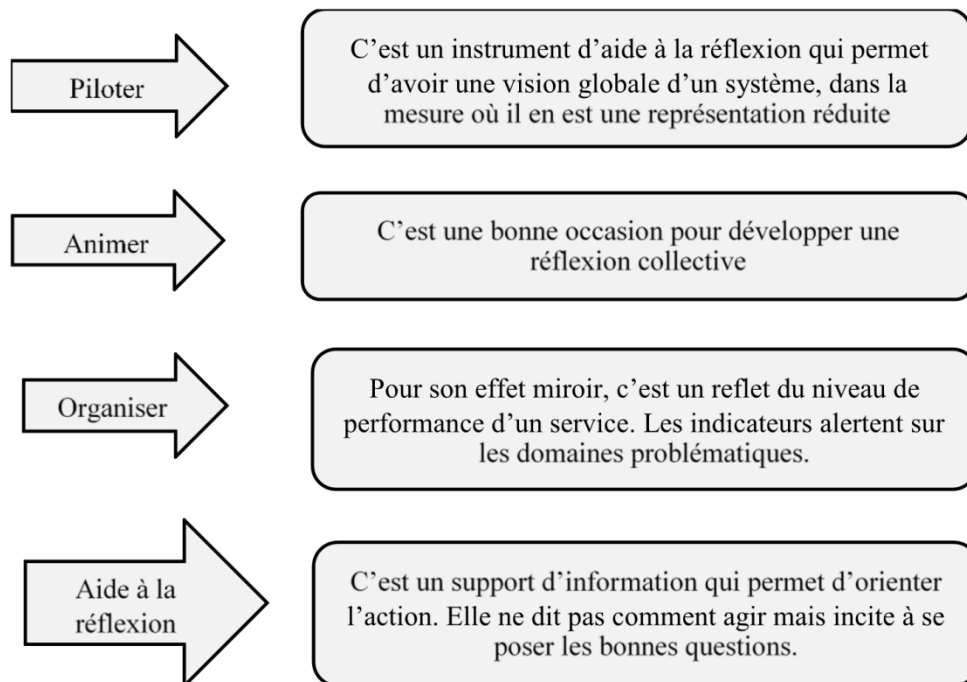 Piloter
C’est un instrument d’aide à la réflexion qui permet
d’avoir une vision globale d’un système, dans la
mesure où il en est une représentation réduite
Animer
C’est une bonne occasion pour développer une
réflexion collective
Organiser
Pour son effet miroir, c’est un reflet du niveau de
performance d’un service. Les indicateurs alertent sur
les domaines problématiques.
Aide à la
réflexion
C’est un support d’information qui permet d’orienter
l’action. Elle ne dit pas comment agir mais incite à se
poser les bonnes questions.